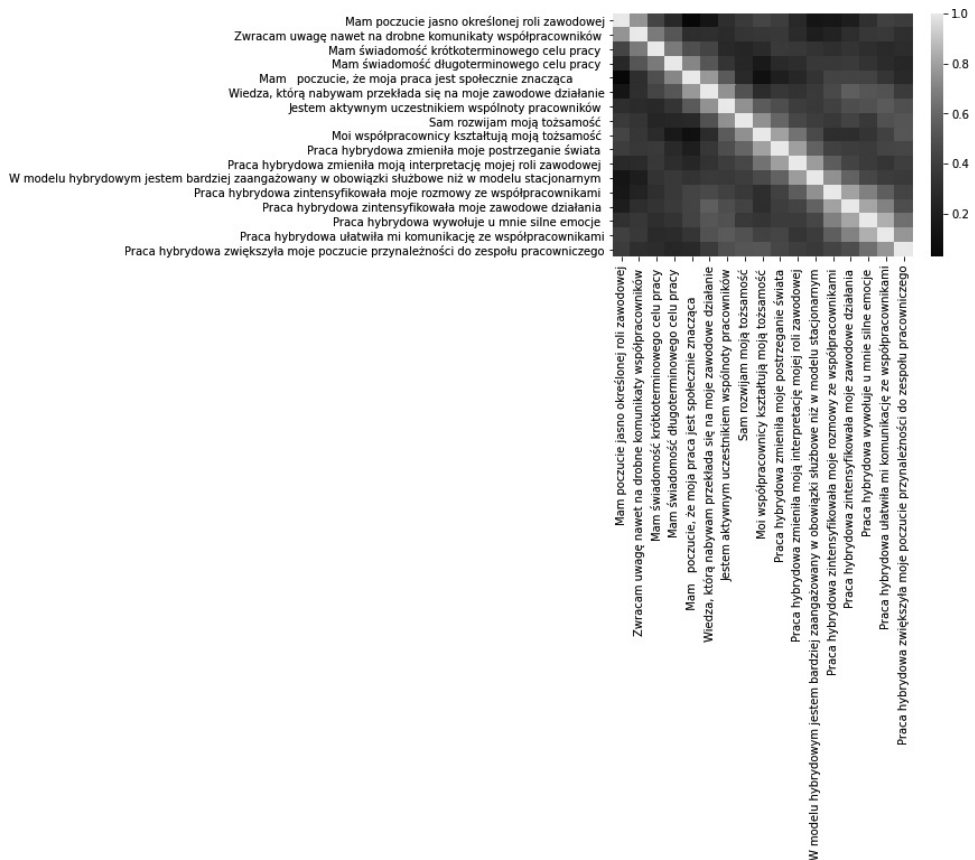 Mam poczucie jasno określonej roli zawodowej
Zwracam uwagę nawet na drobne komunikaty współpracowników
Mam świadomość krótkoterminowego celu pracy
Mam świadomość długoterminowego celu pracy
Mam   poczucie, że moja praca jest społecznie znacząca
Wiedza, którą nabywam przekłada się na moje zawodowe działanie
Jestem aktywnym uczestnikiem wspólnoty pracowników
Sam rozwijam moją tożsamość
Moi współpracownicy kształtują moją tożsamość
Praca hybrydowa zmieniła moje postrzeganie świata
Praca hybrydowa zmieniła moją interpretację mojej roli zawodowej
W modelu hybrydowym jestem bardziej zaangażowany w obowiązki służbowe niż w modelu stacjonarnym
Praca hybrydowa zintensyfikowała moje rozmowy ze współpracownikami
Praca hybrydowa zintensyfikowała moje zawodowe działania
Praca hybrydowa wywołuje u mnie silne emocje
Praca hybrydowa ułatwiła mi komunikację ze współpracownikami
Praca hybrydowa zwiększyła moje poczucie przynależności do zespołu pracowniczego
1.0
0.8
0.6
0.4
0.2
Mam poczucie jasno określonej roli zawodowej
Zwracam uwagę nawet na drobne komunikaty współpracowników
Mam świadomość krótkoterminowego celu pracy
Mam świadomość długoterminowego celu pracy
Mam   poczucie, że moja praca jest społecznie znacząca
Wiedza, którą nabywam przekłada się na moje zawodowe działanie
Jestem aktywnym uczestnikiem wspólnoty pracowników
Sam rozwijam moją tożsamość
Moi współpracownicy kształtują moją tożsamość
Praca hybrydowa zmieniła moje postrzeganie świata
Praca hybrydowa zmieniła moją interpretację mojej roli zawodowej
W modelu hybrydowym jestem bardziej zaangażowany w obowiązki służbowe niż w modelu stacjonarnym
Praca hybrydowa zintensyfikowała moje rozmowy ze współpracownikami
Praca hybrydowa zintensyfikowała moje zawodowe działania
Praca hybrydowa wywołuje u mnie silne emocje
Praca hybrydowa ułatwiła mi komunikację ze współpracownikami
Praca hybrydowa zwiększyła moje poczucie przynależności do zespołu pracowniczego